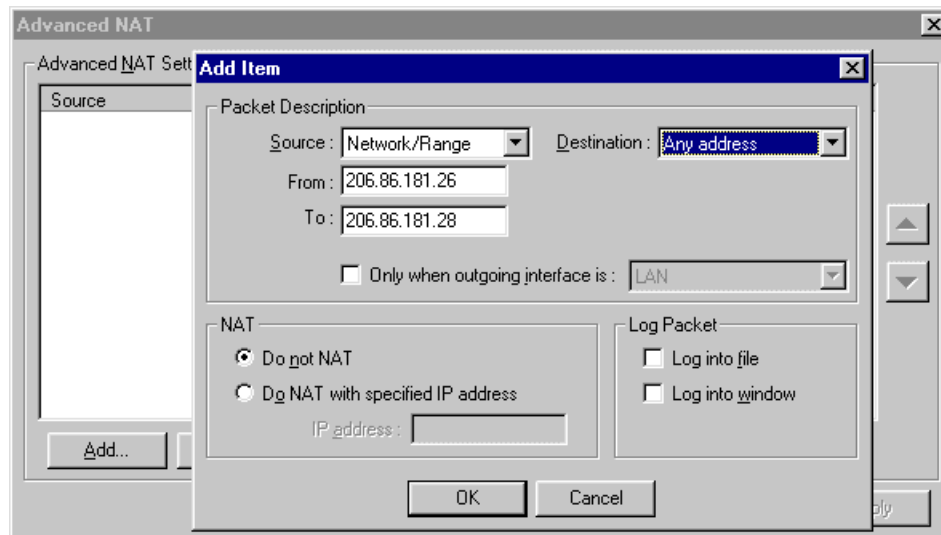 Advanced NAT
Advanced NAT Sett
Source
Add Item
Packet Description
Source : Network/Range Destination : Any address
From : 206.86.181.26
To : 206.86.181.28
Only when outgoing interface is : LAN
NAT
Do not NAT
Do NAT with specified IP address
IP address :
Log Packet
Log into file
Log into window
Add...
OK Cancel
ply